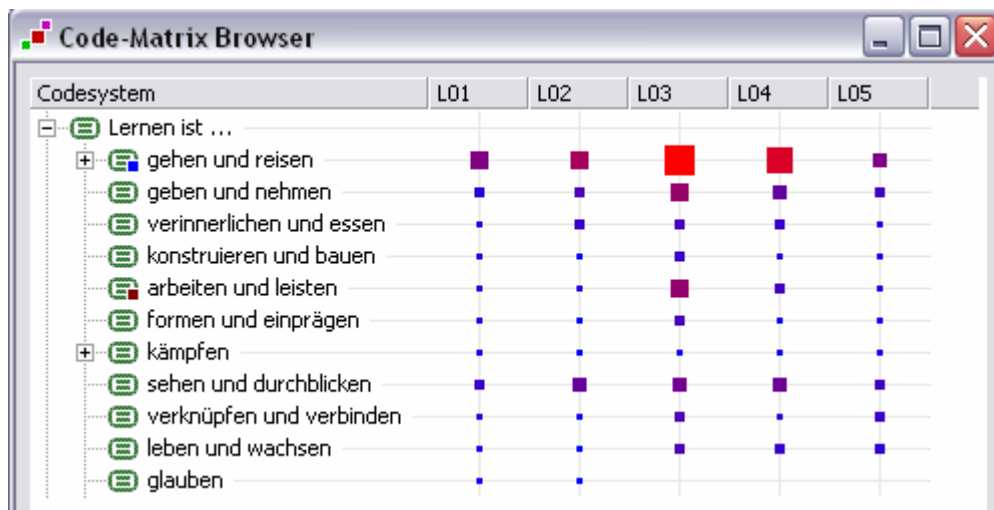 Code-Matrix Browser
Codesystem L01 L02 L03 L04 L05
Lernen ist ...
gehen und reisen
geben und nehmen
verinnerlichen und essen
konstruieren und bauen
arbeiten und leisten
formen und einprägen
kämpfen
sehen und durchblicken
verknüpfen und verbinden
leben und wachsen
glauben